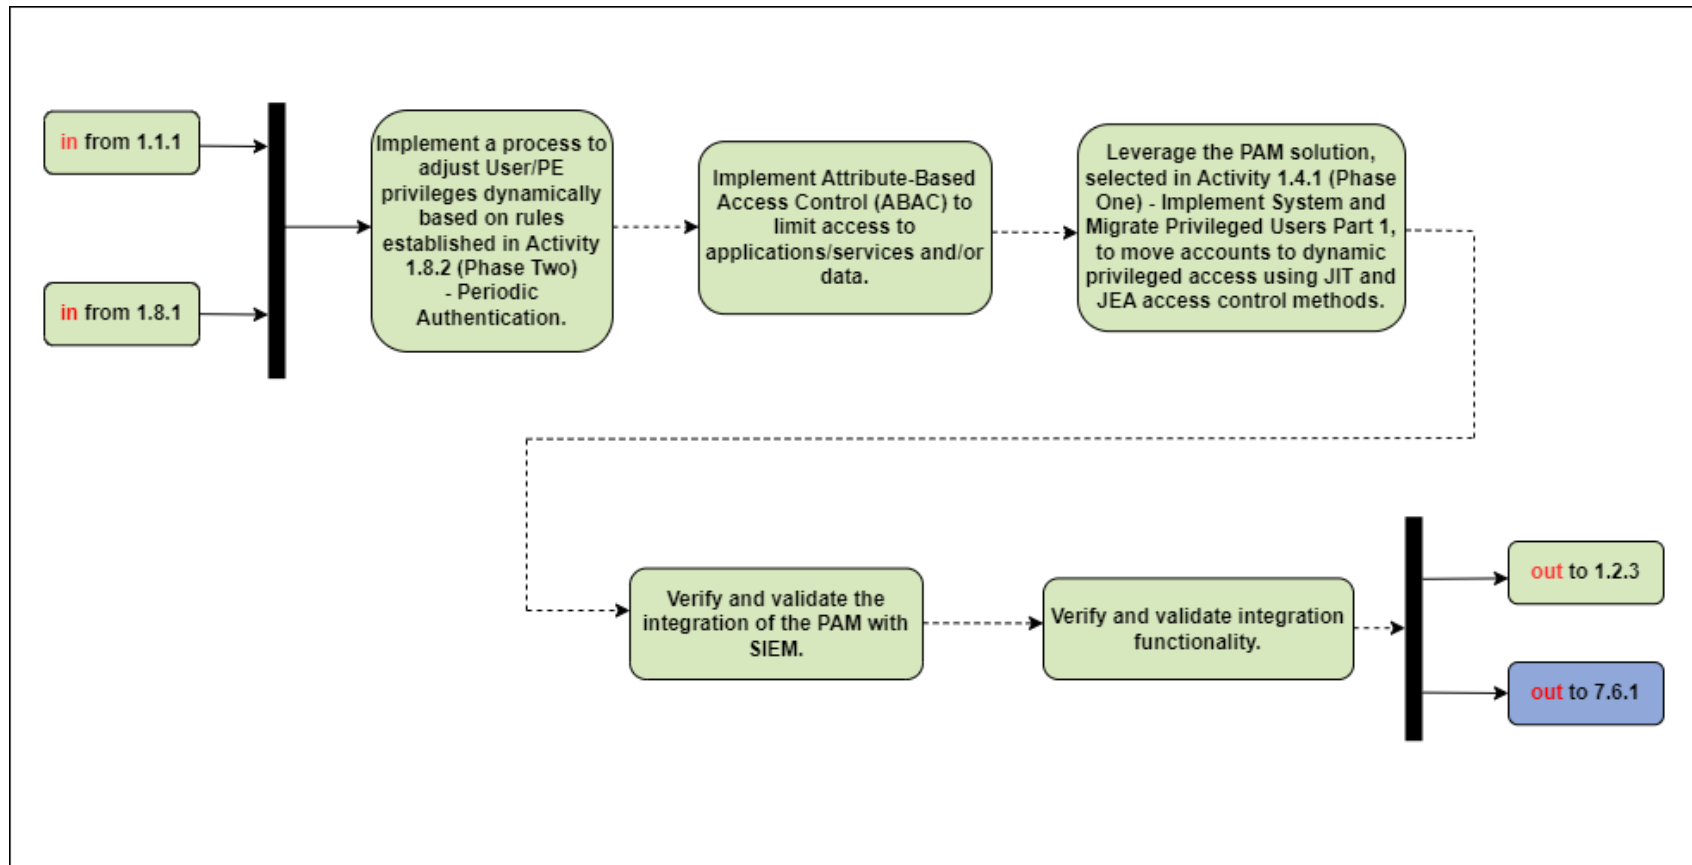 in from 1.1.1
in from 1.8.1
Implement a process to
adjust User/PE
privileges dynamically
based on rules
established in Activity
1.8.2 (Phase Two)
- Periodic
Authentication.
Implement Attribute-Based
Access Control (ABAC) to
limit access to
applications/services and/or
data.
Leverage the PAM solution,
selected in Activity 1.4.1 (Phase
One) - Implement System and
Migrate Privileged Users Part 1,
to move accounts to dynamic
privileged access using JIT and
JEA access control methods.
Verify and validate the
integration of the PAM with
SIEM.
Verify and validate integration
functionality.
out to 1.2.3
out to 7.6.1